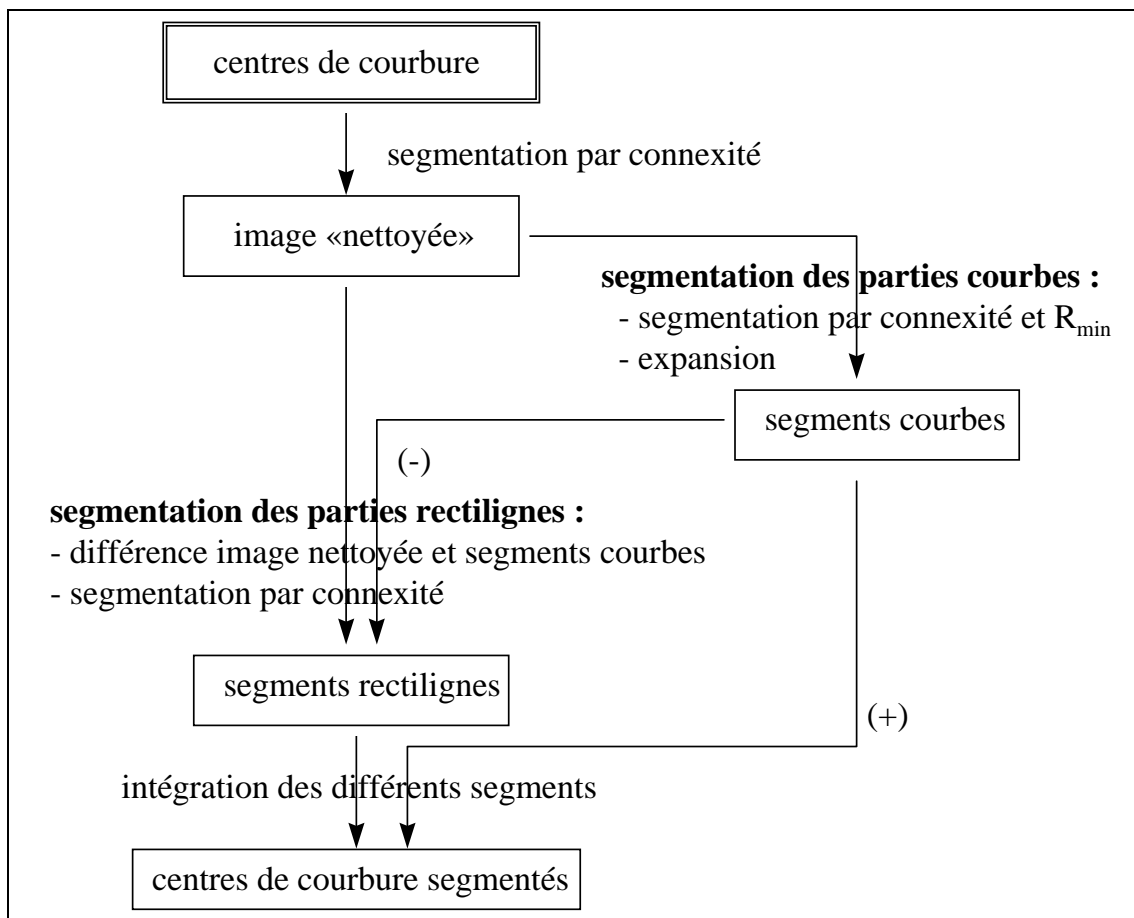 centres de courbure
segmentation par connexité
image «nettoyée»
segmentation des parties courbes :
- segmentation par connexité et Rmin
- expansion
segments courbes
(-)
segmentation des parties rectilignes :
- différence image nettoyée et segments courbes
- segmentation par connexité
segments rectilignes
(+)
intégration des différents segments
centres de courbure segmentés